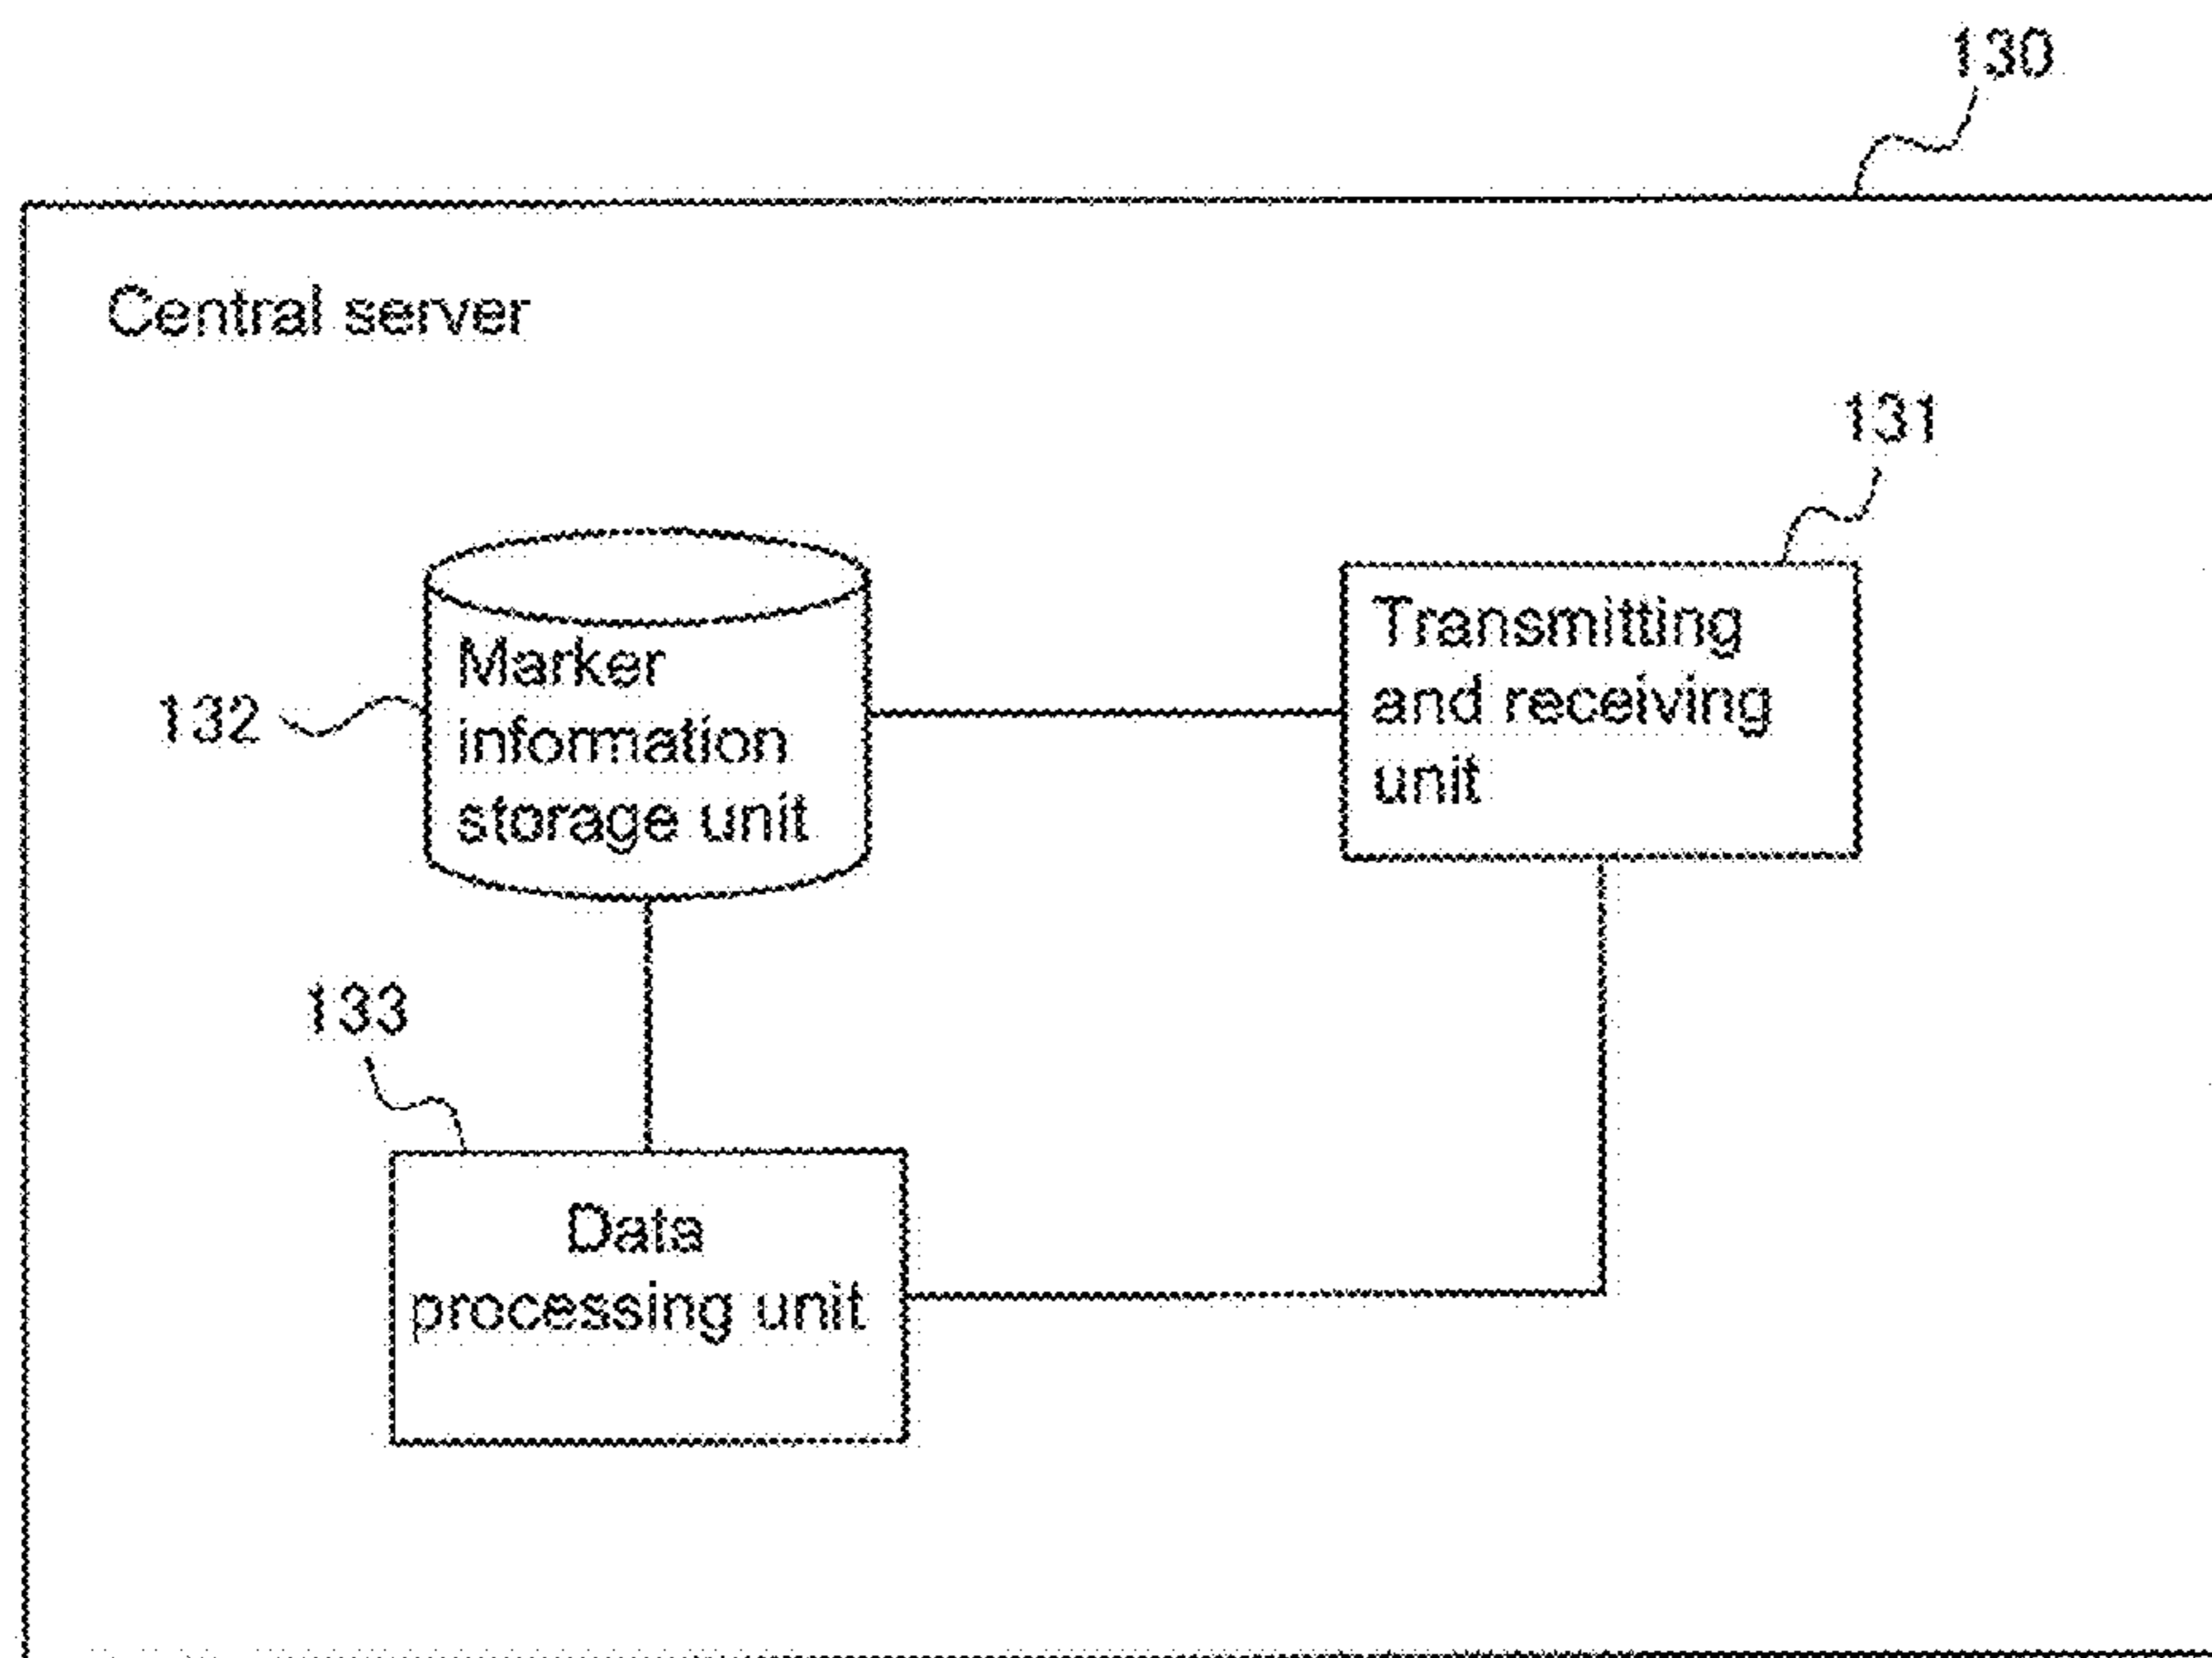 130
Central server
131
Marker
information
storage unit
Transmitting
and receiving
unit
132
133
Data
processing unit